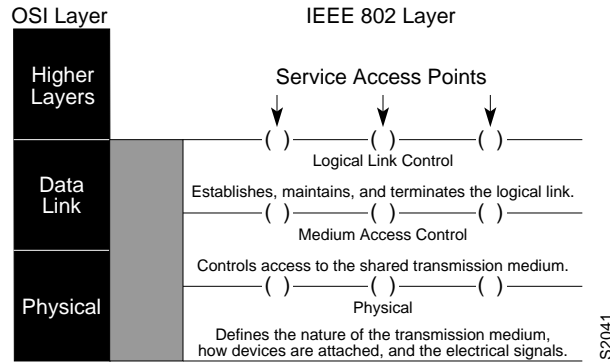 OSI Layer
IEEE 802 Layer
Higher
Layers
Service Access Points
( ) ( ) ( )
Logical Link Control
Data
Link
Establishes, maintains, and terminates the logical link.
( ) ( ) ( )
Medium Access Control
Controls access to the shared transmission medium.
( ) ( ) ( )
Physical
Physical
Defines the nature of the transmission medium,
how devices are attached, and the electrical signals.
S2041